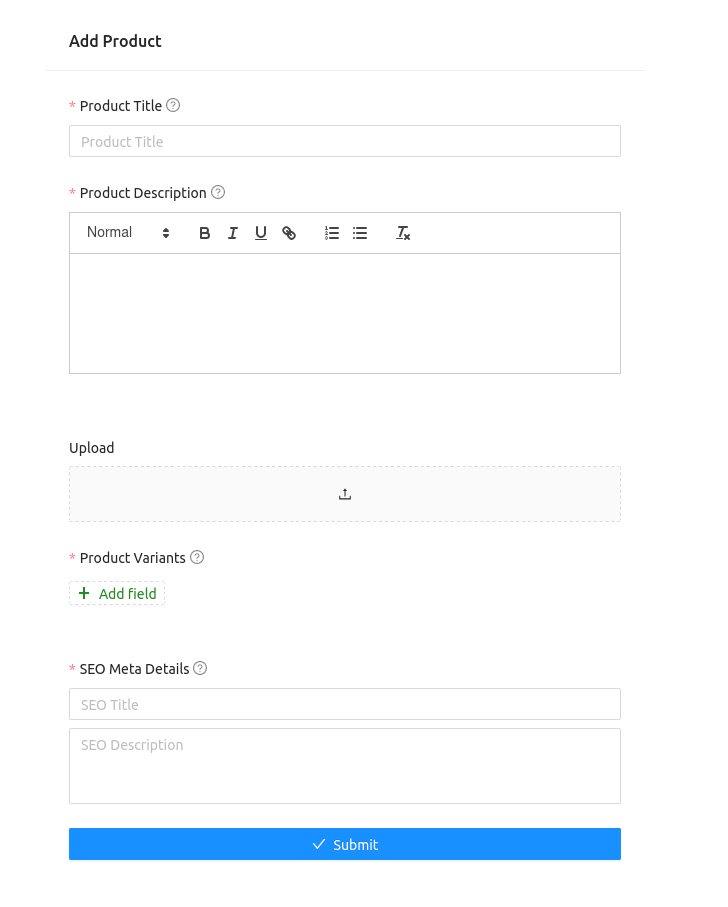 Add Product
* Product Title ?
Product Title
* Product Description ?
Normal B I U
Upload
* Product Variants ?
+ Add field
* SEO Meta Details ?
SEO Title
SEO Description
Submit